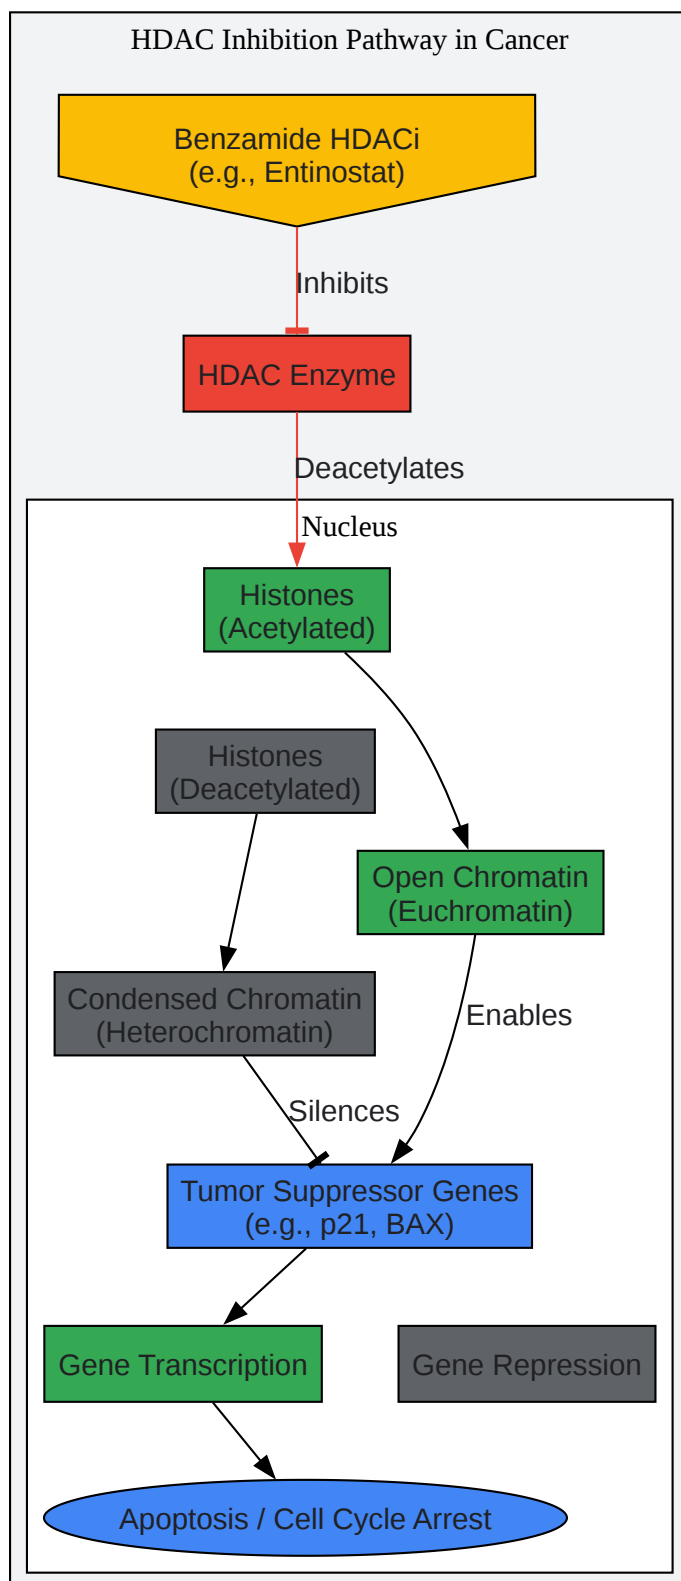 HDAC Inhibition Pathway in Cancer
Benzamide HDACi
(e.g., Entinostat)
Inhibits
HDAC Enzyme
Deacetylates
Nucleus
Histones
(Acetylated)
Histones
(Deacetylated)
Open Chromatin
(Euchromatin)
Condensed Chromatin
(Heterochromatin)
Enables
Silences
Tumor Suppressor Genes
(e.g., p21, BAX)
Gene Transcription
Gene Repression
Apoptosis / Cell Cycle Arrest